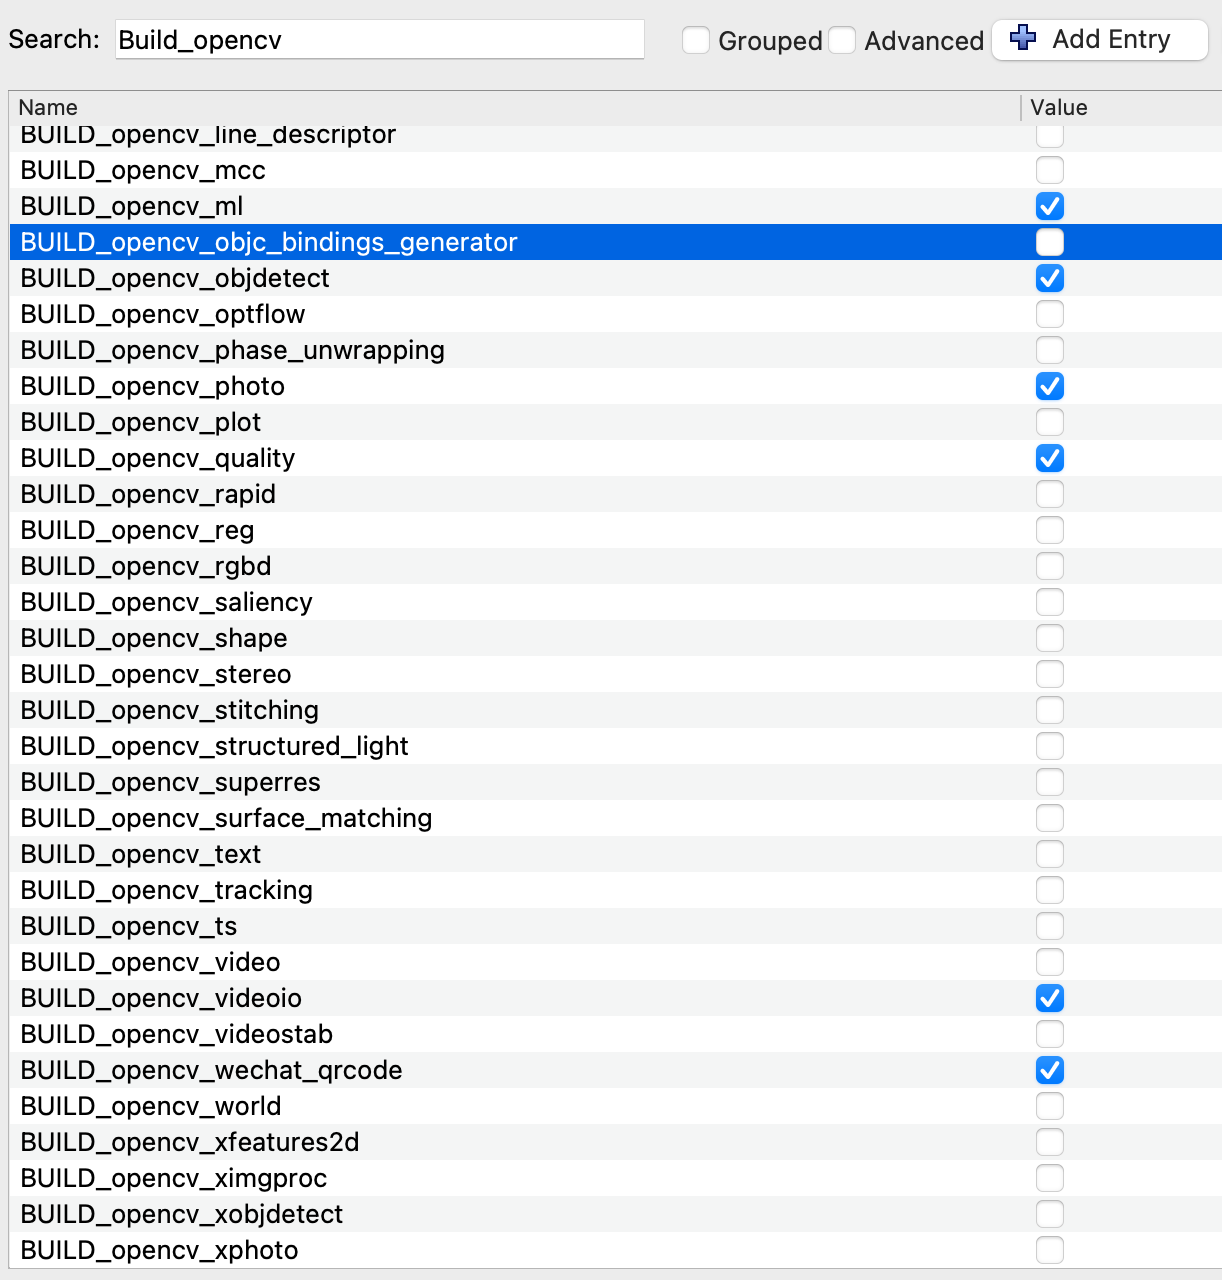 Search: Build_opencv Grouped Advanced Add Entry
Name Value
BUILD_opencv_line_descriptor
BUILD_opencv_mcc
BUILD_opencv_ml
BUILD_opencv_objc_bindings_generator
BUILD_opencv_objdetect
BUILD_opencv_optflow
BUILD_opencv_phase_unwrapping
BUILD_opencv_photo
BUILD_opencv_plot
BUILD_opencv_quality
BUILD_opencv_rapid
BUILD_opencv_reg
BUILD_opencv_rgbd
BUILD_opencv_saliency
BUILD_opencv_shape
BUILD_opencv_stereo
BUILD_opencv_stitching
BUILD_opencv_structured_light
BUILD_opencv_superres
BUILD_opencv_surface_matching
BUILD_opencv_text
BUILD_opencv_tracking
BUILD_opencv_ts
BUILD_opencv_video
BUILD_opencv_videoio
BUILD_opencv_videostab
BUILD_opencv_wechat_qrcode
BUILD_opencv_world
BUILD_opencv_xfeatures2d
BUILD_opencv_ximgproc
BUILD_opencv_xobjdetect
BUILD_opencv_xphoto